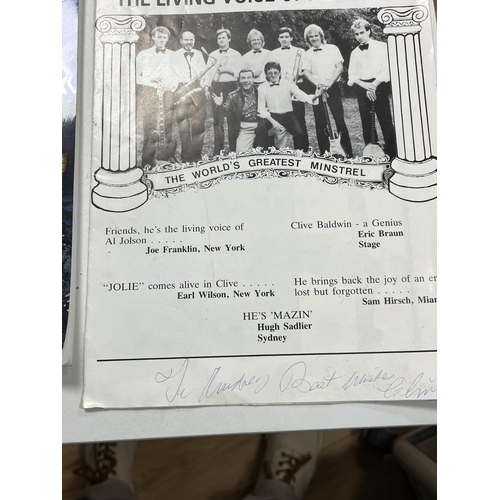 THE LIVING VOICE OF
THE WORLD'S GREATEST MINSTREL
Friends, he's the living voice of
Al Jolson . . . . .
Joe Franklin, New York
Clive Baldwin - a Genius
Eric Braun
Stage
"JOLIE" comes alive in Clive . . . . .
Earl Wilson, New York
He brings back the joy of an er
lost but forgotten . . . . .
Sam Hirsch, Miam
HE'S 'MAZIN'
Hugh Sadlier
Sydney
To Audrey Best Wishes